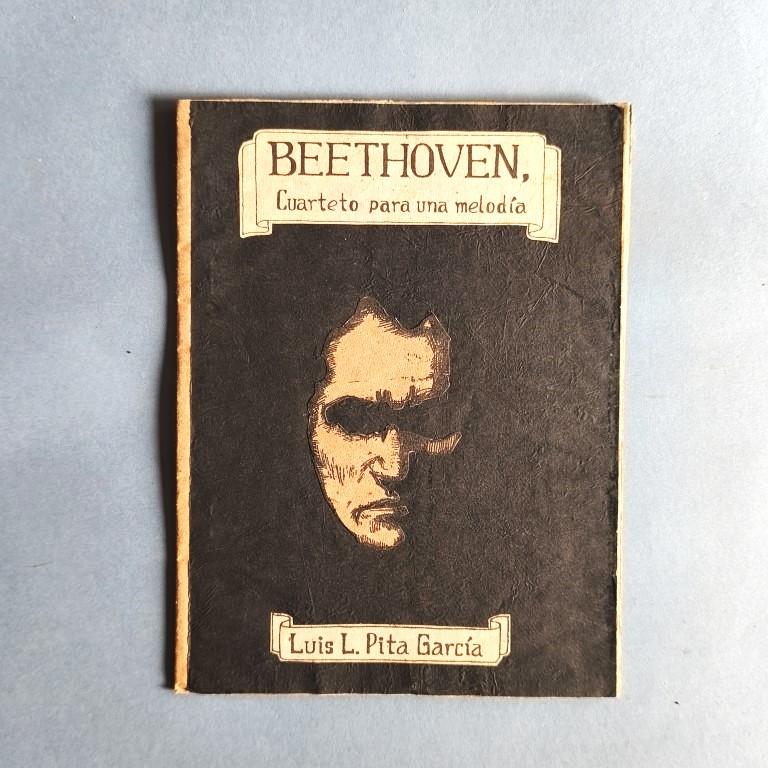 BEETHOVEN,
Cuarteto para una melodía
Luis L. Pita García